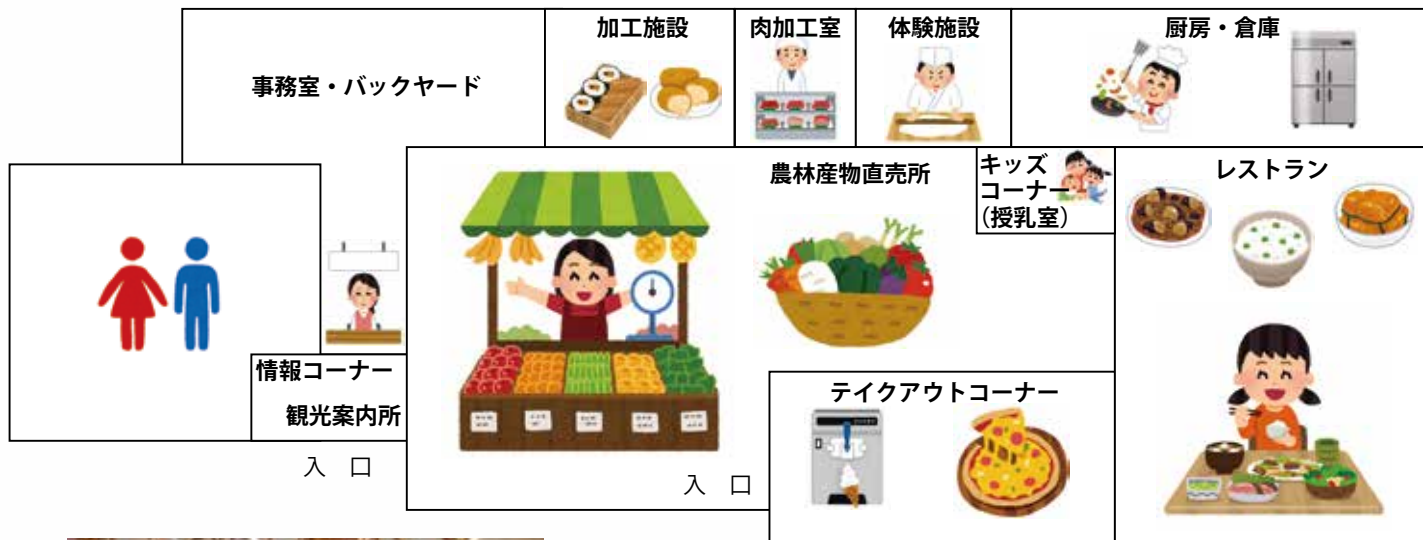 加工施設
肉加工室
体験施設
厨房・倉庫
事務室・バックヤード
農林産物直売所
キッズ
コーナー
(授乳室)
レストラン
情報コーナー
観光案内所
テイクアウトコーナー
入　口
入　口